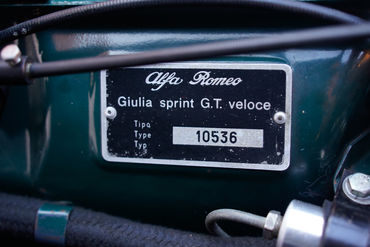 Alfa Romeo
Giulia sprint G.T. veloce
Tipo
Type
Typ
10536